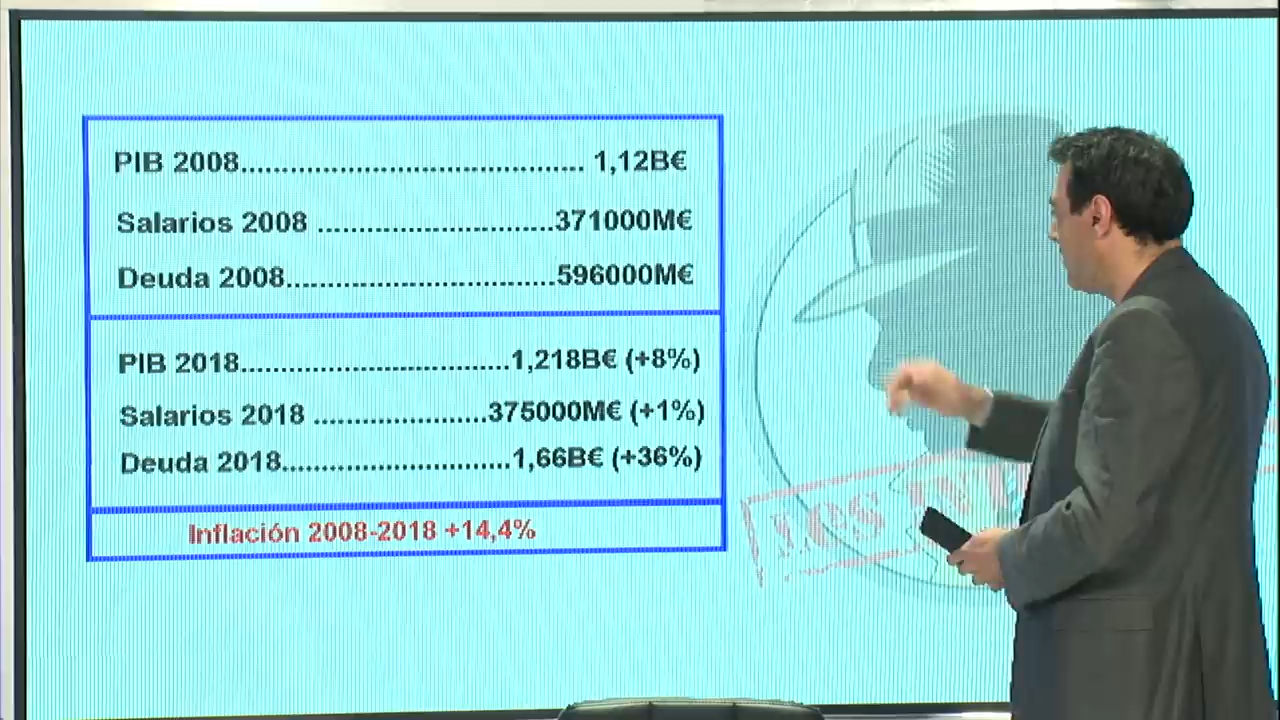 PIB 2008........................................... 1,12B€
Salarios 2008 .............................371000M€
Deuda 2008..................................596000M€
PIB 2018.................................1,218B€ (+8%)
Salarios 2018 ......................375000M€ (+1%)
Deuda 2018.............................1,66B€ (+36%)
Inflación 2008-2018 +14,4%
LOS